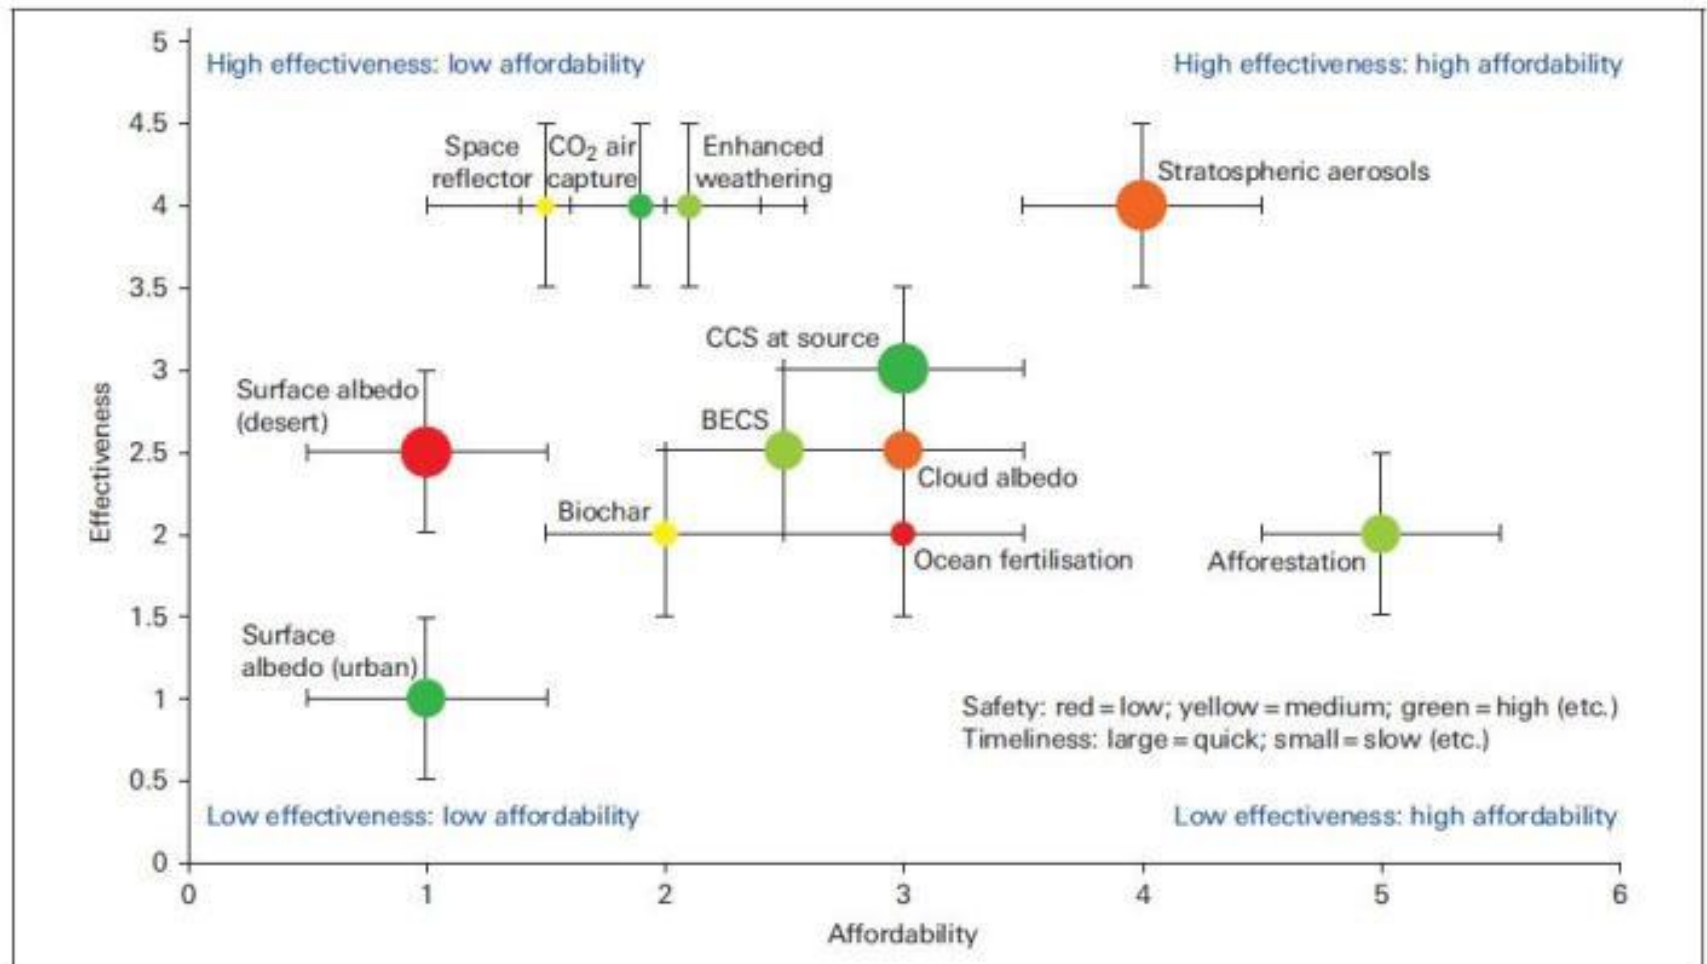 5
High effectiveness: low affordability
High effectiveness: high affordability
4.5
Space
reflector
CO₂ air
capture
Enhanced
weathering
Stratospheric aerosols
4
3.5
CCS at source
3
Surface albedo
(desert)
BECS
2.5
Cloud albedo
Biochar
2
Ocean fertilisation
Afforestation
1.5
Surface
albedo (urban)
1
Safety: red = low; yellow = medium; green = high (etc.)
Timeliness: large = quick; small = slow (etc.)
0.5
Low effectiveness: low affordability
Low effectiveness: high affordability
0
Effectiveness
0 1 2 3 4 5 6
Affordability